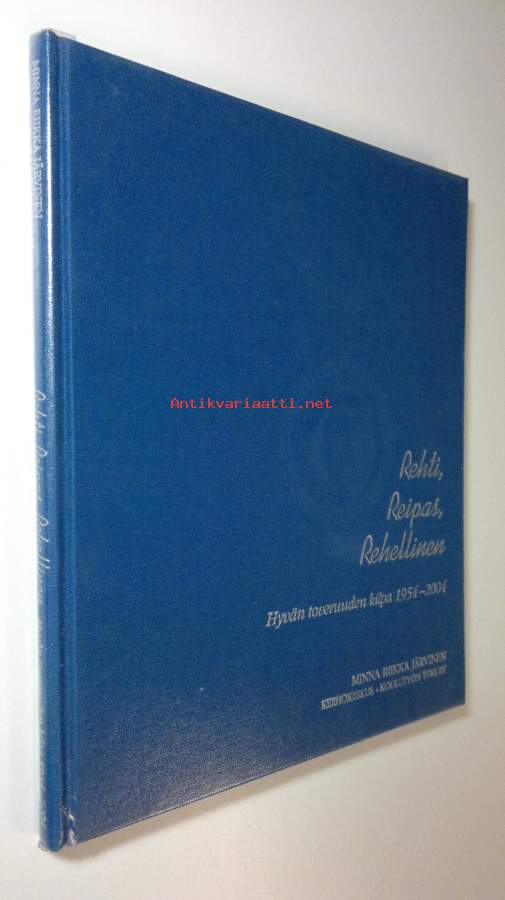 MINNA RIIKKA JÄRVINEN
Antikvariaatti.net
Rehti,
Reipas,
Rehellinen
Hyvän toveruuden kilpa 1954–2004
MINNA RIIKKA JÄRVINEN
KERHOKESKUS - KOULUTYÖN TUKI RY